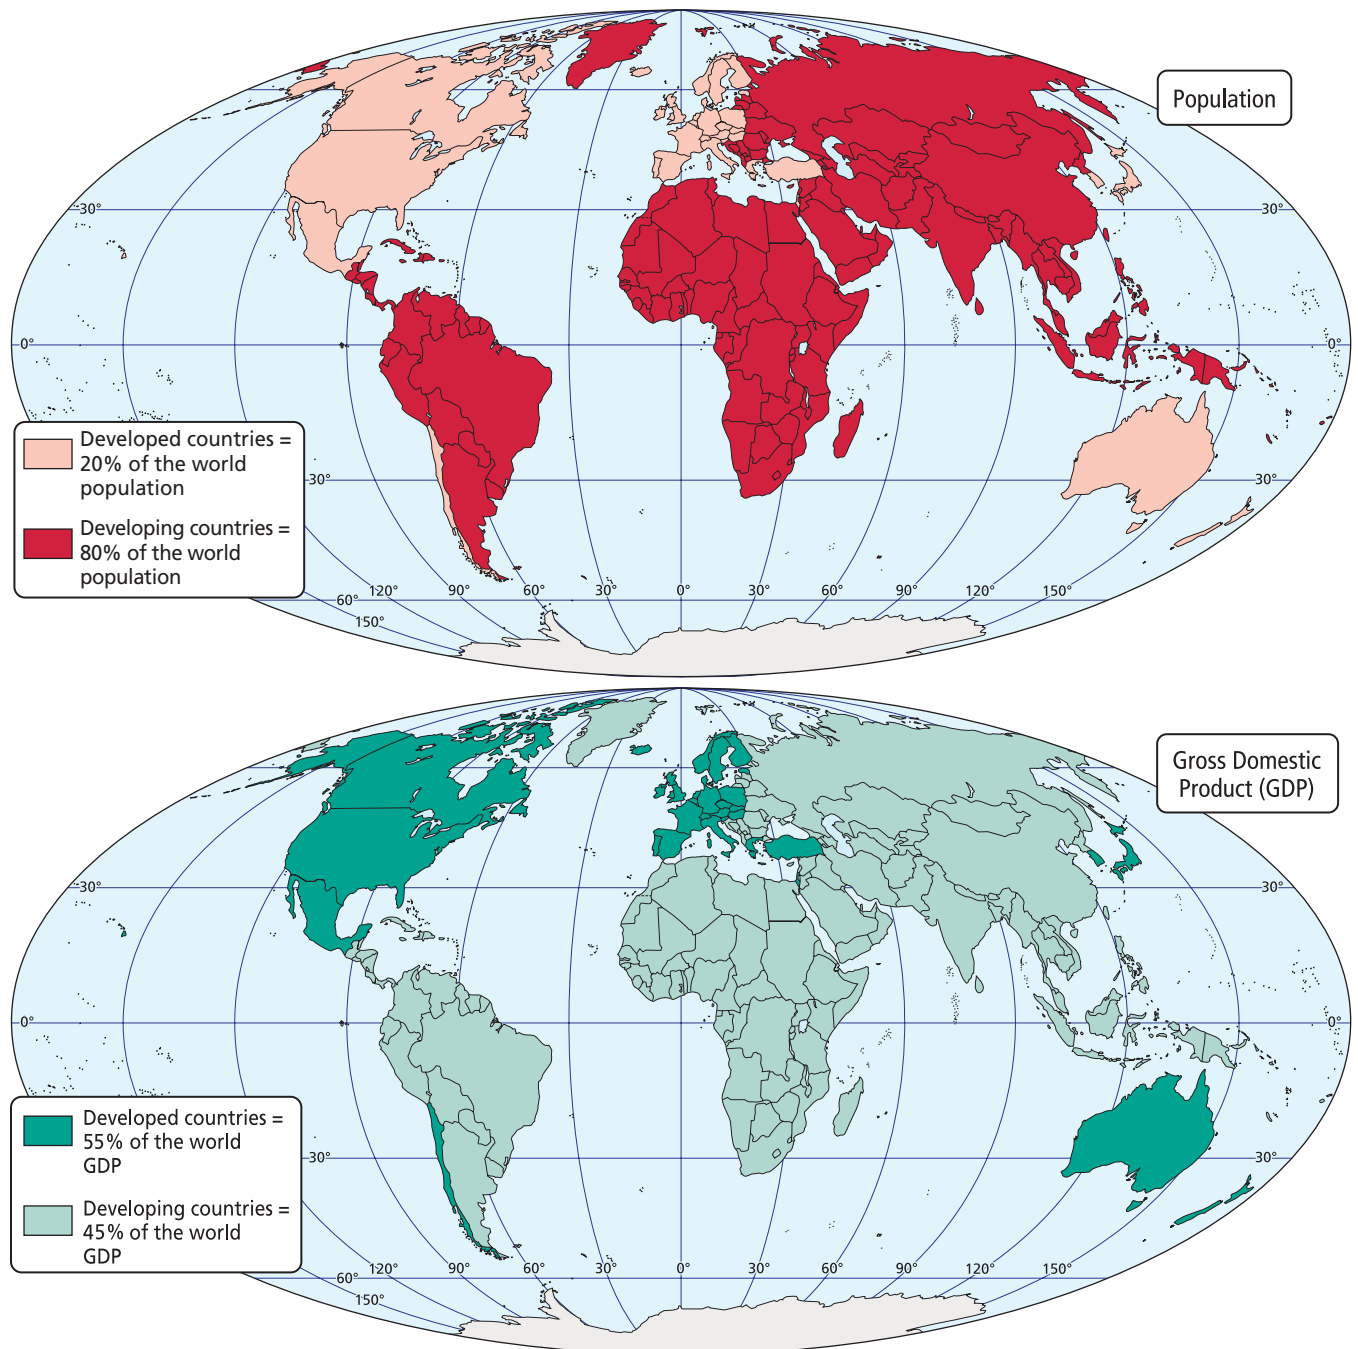 Population
30°
30°
0°
0°
Developed countries =
20% of the world
population
Developing countries =
80% of the world
population
30°
30°
60° 120° 90° 60° 30° 0° 30° 60° 90° 120° 150°
150°
Gross Domestic
Product (GDP)
30°
30°
0°
0°
Developed countries =
55% of the world
GDP
Developing countries =
45% of the world
GDP
30°
30°
60° 120° 90° 60° 30° 0° 30° 60° 90° 120° 150°
150°